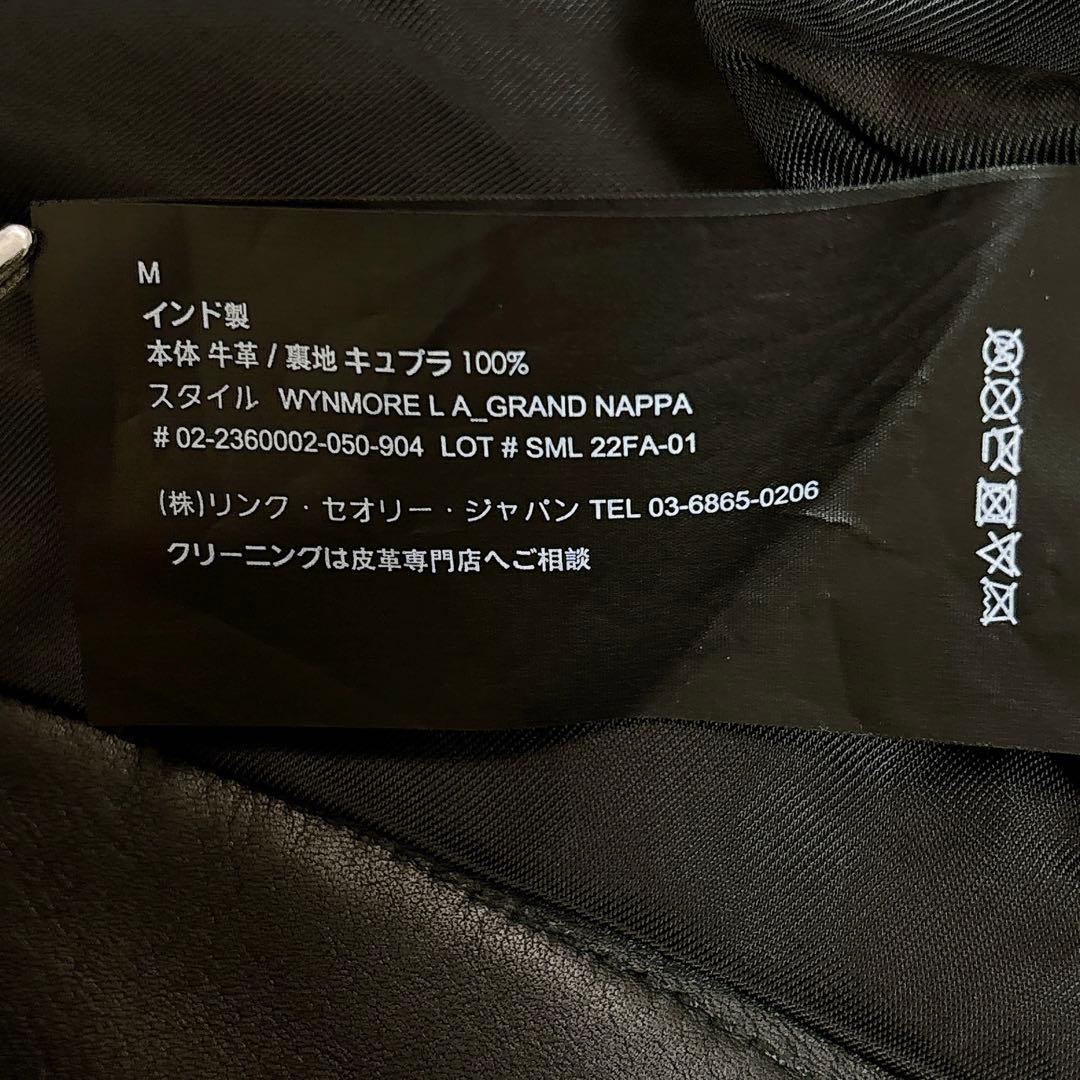 M
インド製
本体 牛革 / 裏地 キュプラ 100%
スタイル WYNMORE L A_GRAND NAPPA
# 02-2360002-050-904 LOT # SML 22FA-01
(株)リンク・セオリー・ジャパン TEL 03-6865-0206
クリーニングは皮革専門店へご相談